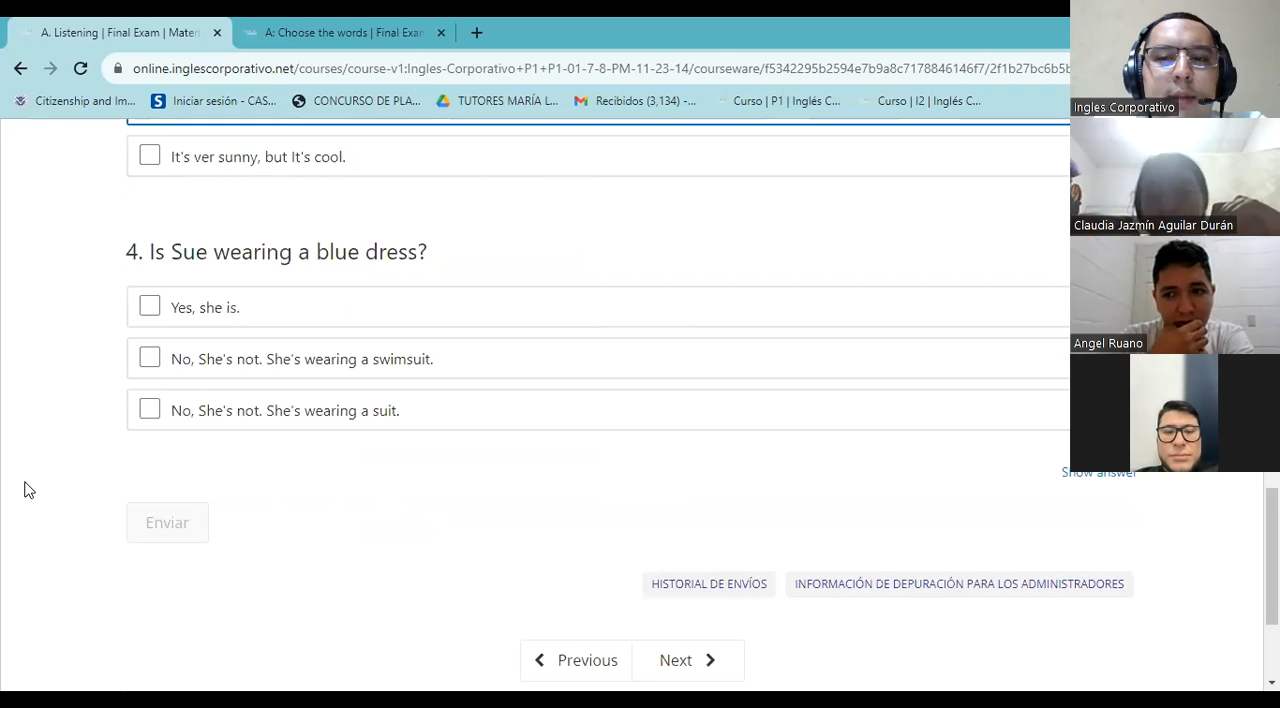 A. Listening | Final Exam | Mater
A: Choose the words | Final Exar
online.inglescorporativo.net/courses/course-v1:Ingles-Corporativo+P1+P1-01-7-8-PM-11-23-14/courseware/f5342295b2594e7b9a8c7178846146f7/2f1b27bc6b5b
Citizenship and Im...
Iniciar sesión - CAS...
CONCURSO DE PLA...
TUTORES MARÍA L...
Recibidos (3,134) -...
Curso | P1 | Inglés C...
Curso | I2 | Inglés C...
It's ver sunny, but It's cool.
4. Is Sue wearing a blue dress?
Yes, she is.
No, She's not. She's wearing a swimsuit.
No, She's not. She's wearing a suit.
Show answer
Enviar
HISTORIAL DE ENVÍOS
INFORMACIÓN DE DEPURACIÓN PARA LOS ADMINISTRADORES
Previous
Next
Ingles Corporativo
Claudia Jazmín Aguilar Durán
Angel Ruano